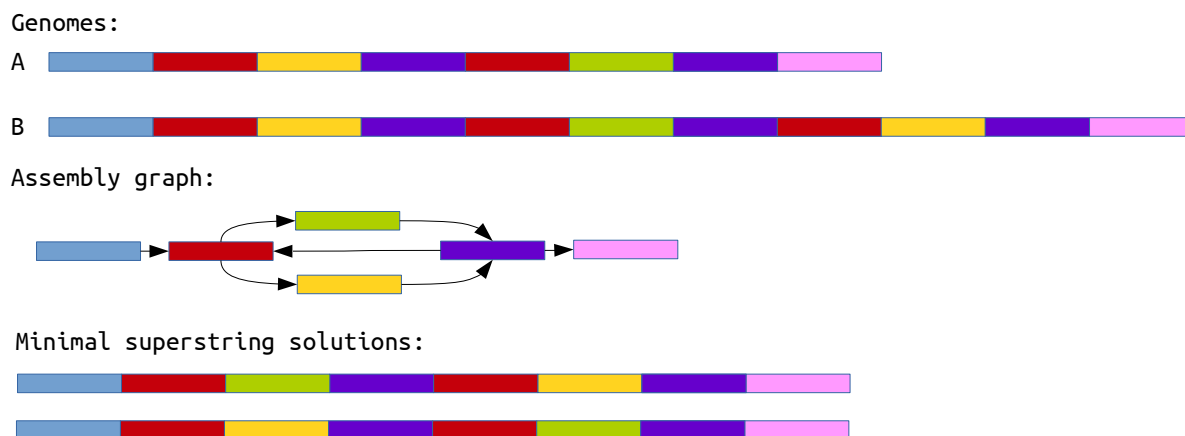 Genomes:
A
B
Assembly graph:
Minimal superstring solutions: